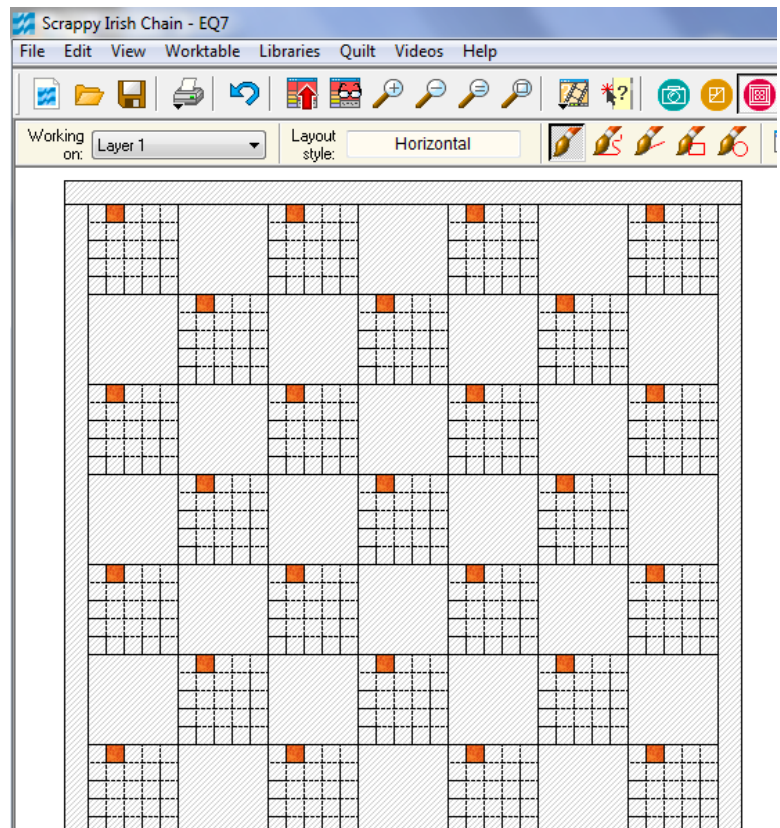 Scrappy Irish Chain - EQ7
File Edit View Worktable Libraries Quilt Videos Help
Working on: Layer 1 Layout style: Horizontal